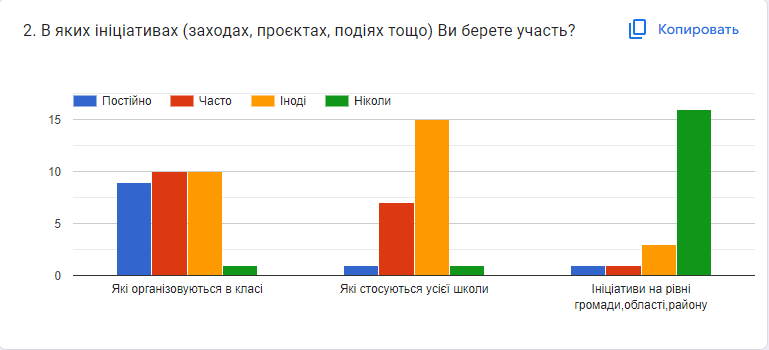 2. В яких ініціативах (заходах, проєктах, подіях тощо) Ви берете участь?
Копировать
Постійно Часто Іноді Ніколи
15
10
5
0
Які організовуються в класі
Які стосуються усієї школи
Ініціативи на рівні
громади,області,району